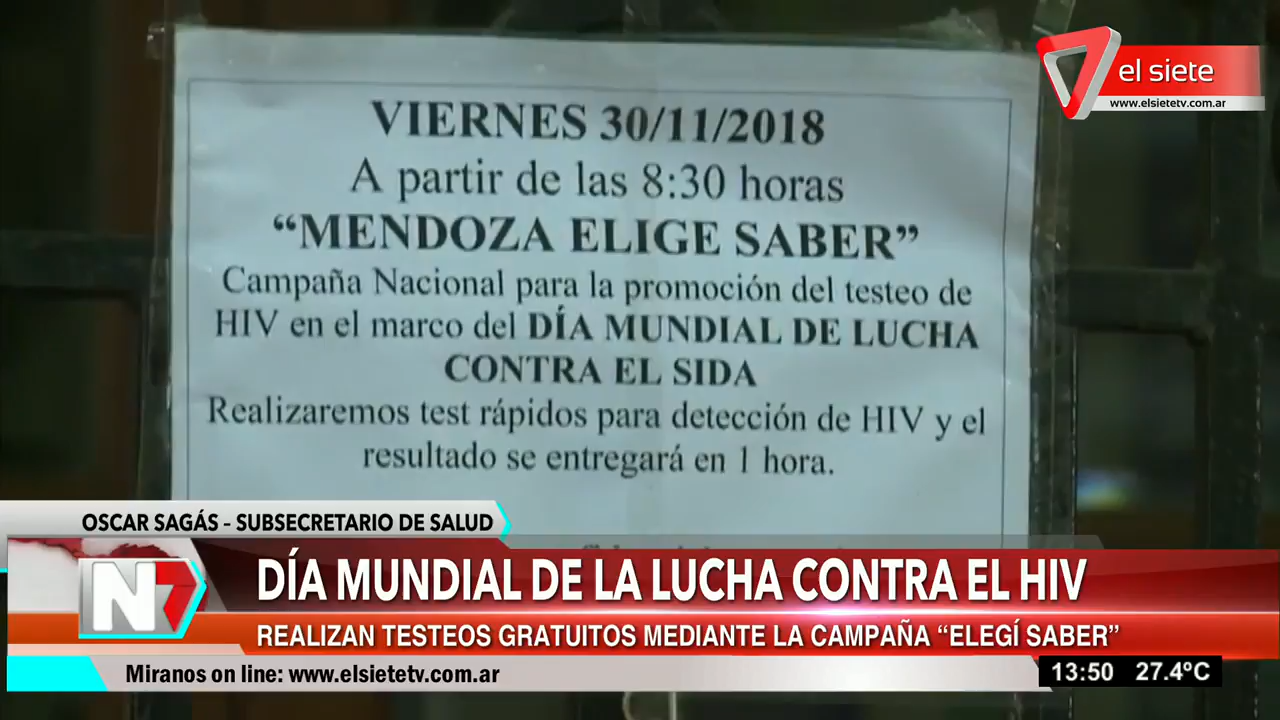 el siete
www.elsietetv.com.ar
VIERNES 30/11/2018
A partir de las 8:30 horas
“MENDOZA ELIGE SABER”
Campaña Nacional para la promoción del testeo de
HIV en el marco del DÍA MUNDIAL DE LUCHA
CONTRA EL SIDA
Realizaremos test rápidos para detección de HIV y el
resultado se entregará en 1 hora.
OSCAR SAGÁS - SUBSECRETARIO DE SALUD
N7
DÍA MUNDIAL DE LA LUCHA CONTRA EL HIV
REALIZAN TESTEOS GRATUITOS MEDIANTE LA CAMPAÑA “ELEGÍ SABER”
Miranos on line: www.elsietetv.com.ar
13:50 27.4ºC